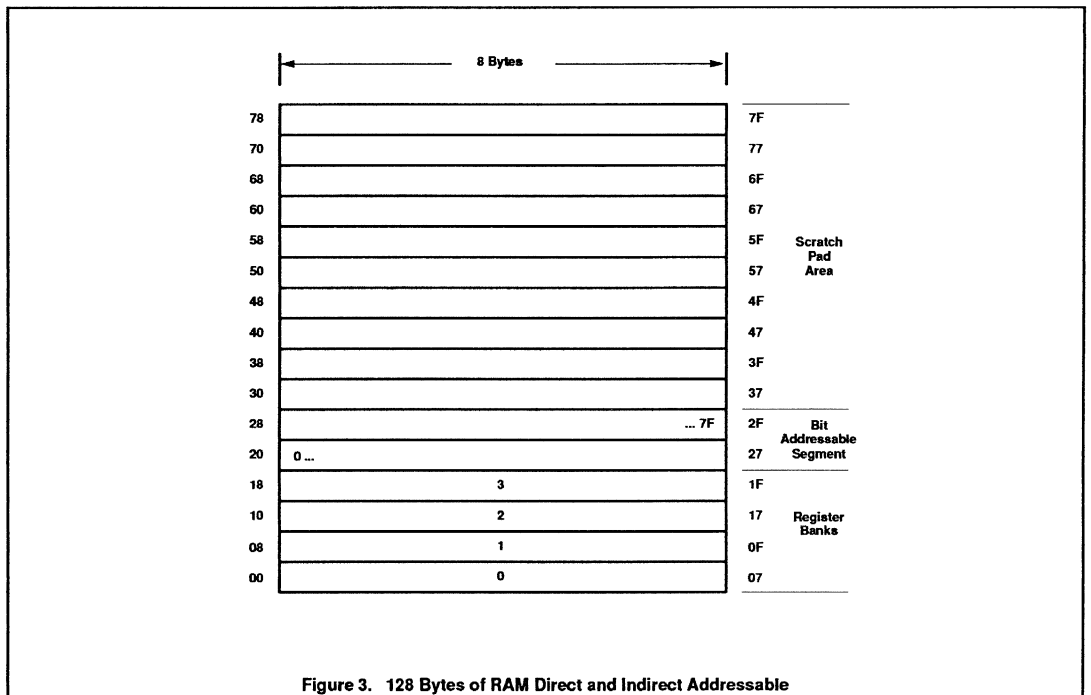 8 Bytes
78 7F
70 77
68 6F
60 67
58 5F Scratch
Pad
50 57 Area
48 4F
40 47
38 3F
30 37
28 ... 7F 2F Bit
Addressable
20 0 ... 27 Segment
18 3 1F
10 2 17 Register
Banks
08 1 0F
00 0 07
Figure 3. 128 Bytes of RAM Direct and Indirect Addressable